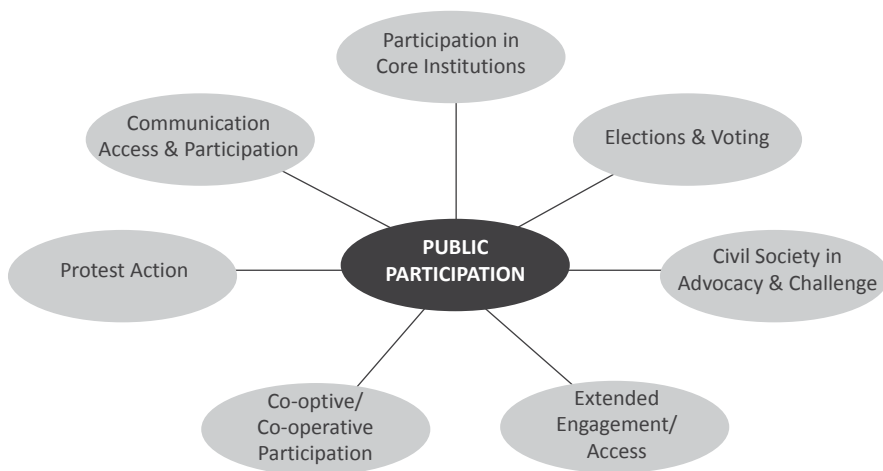 Participation in
Core Institutions
Communication
Access & Participation
Elections & Voting
PUBLIC
PARTICIPATION
Protest Action
Civil Society in
Advocacy & Challenge
Co-optive/
Co-operative
Participation
Extended
Engagement/
Access